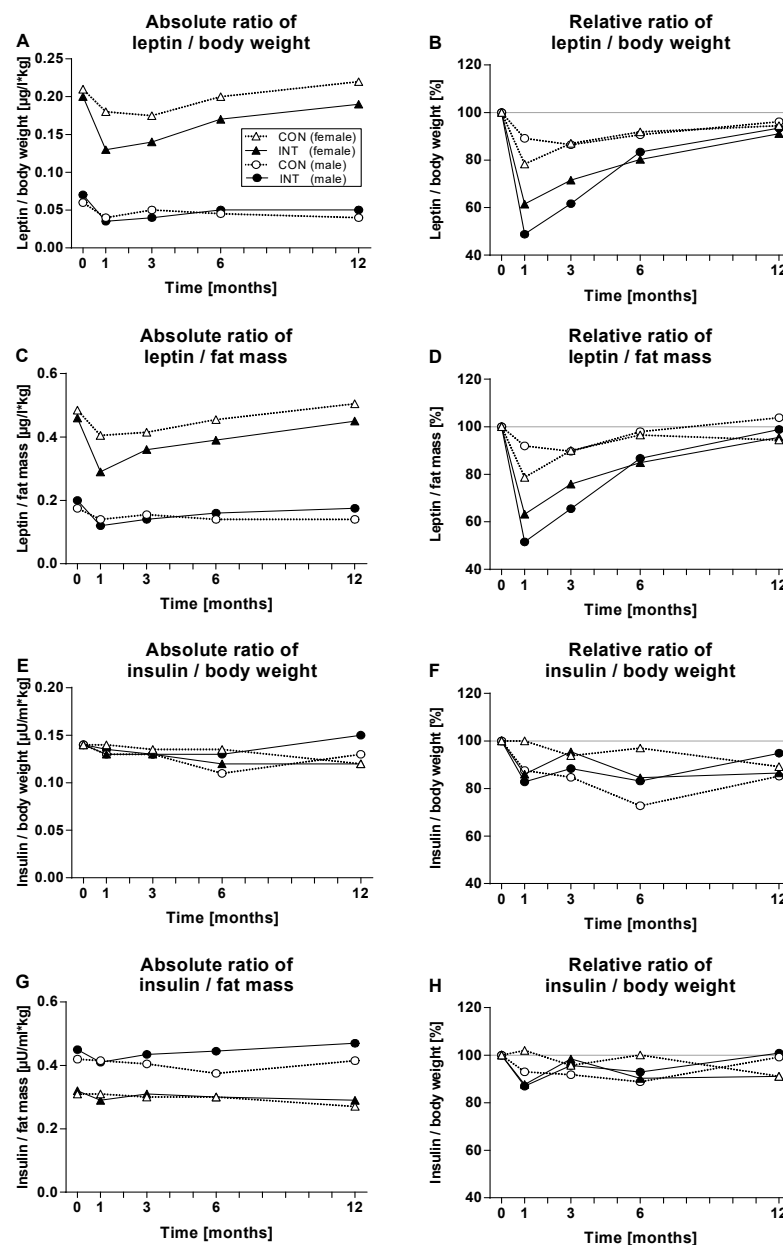 A
Absolute ratio of
leptin / body weight
Leptin / body weight [µg/l*kg]
0.25
0.20
0.15
0.10
0.05
0.00
CON (female)
INT (female)
CON (male)
INT (male)
0 1 3 6 12
Time [months]
B
Relative ratio of
leptin / body weight
Leptin / body weight [%]
120
100
80
60
40
0 1 3 6 12
Time [months]
C
Absolute ratio of
leptin / fat mass
Leptin / fat mass [µg/l*kg]
0.6
0.4
0.2
0.0
0 1 3 6 12
Time [months]
D
Relative ratio of
leptin / fat mass
Leptin / fat mass [%]
120
100
80
60
40
0 1 3 6 12
Time [months]
E
Absolute ratio of
insulin / body weight
Insulin / body weight [µU/ml*kg]
0.20
0.15
0.10
0.05
0.00
0 1 3 6 12
Time [months]
F
Relative ratio of
insulin / body weight
Insulin / body weight [%]
120
100
80
60
40
0 1 3 6 12
Time [months]
G
Absolute ratio of
insulin / fat mass
Insulin / fat mass [µU/ml*kg]
0.6
0.4
0.2
0.0
0 1 3 6 12
Time [months]
H
Relative ratio of
insulin / body weight
Insulin / body weight [%]
120
100
80
60
40
0 1 3 6 12
Time [months]